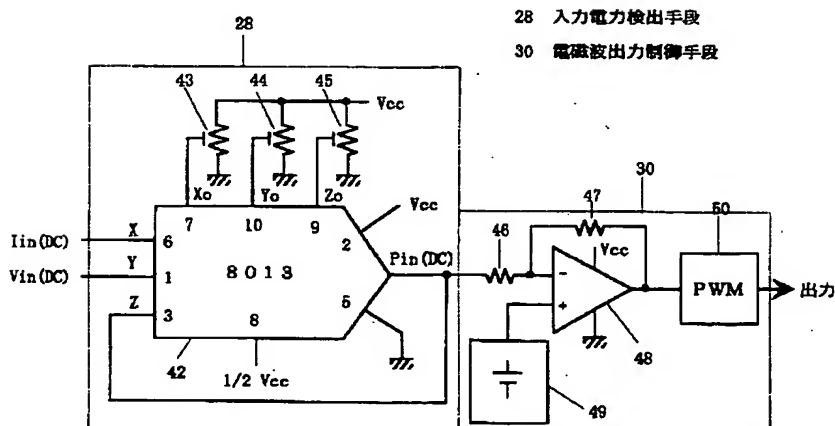 28 入力電力検出手段
30 電磁波出力制御手段
28
43 44 45
Vcc
Xo Yo Zo
7 10 9
Vcc
2
Iin(DC) X 6
Vin(DC) Y 1
Z 3
8013
Pin(DC)
5
8
42
1/2 Vcc
30
47
46
50
Vcc
-
+
PWM
出力
48
49